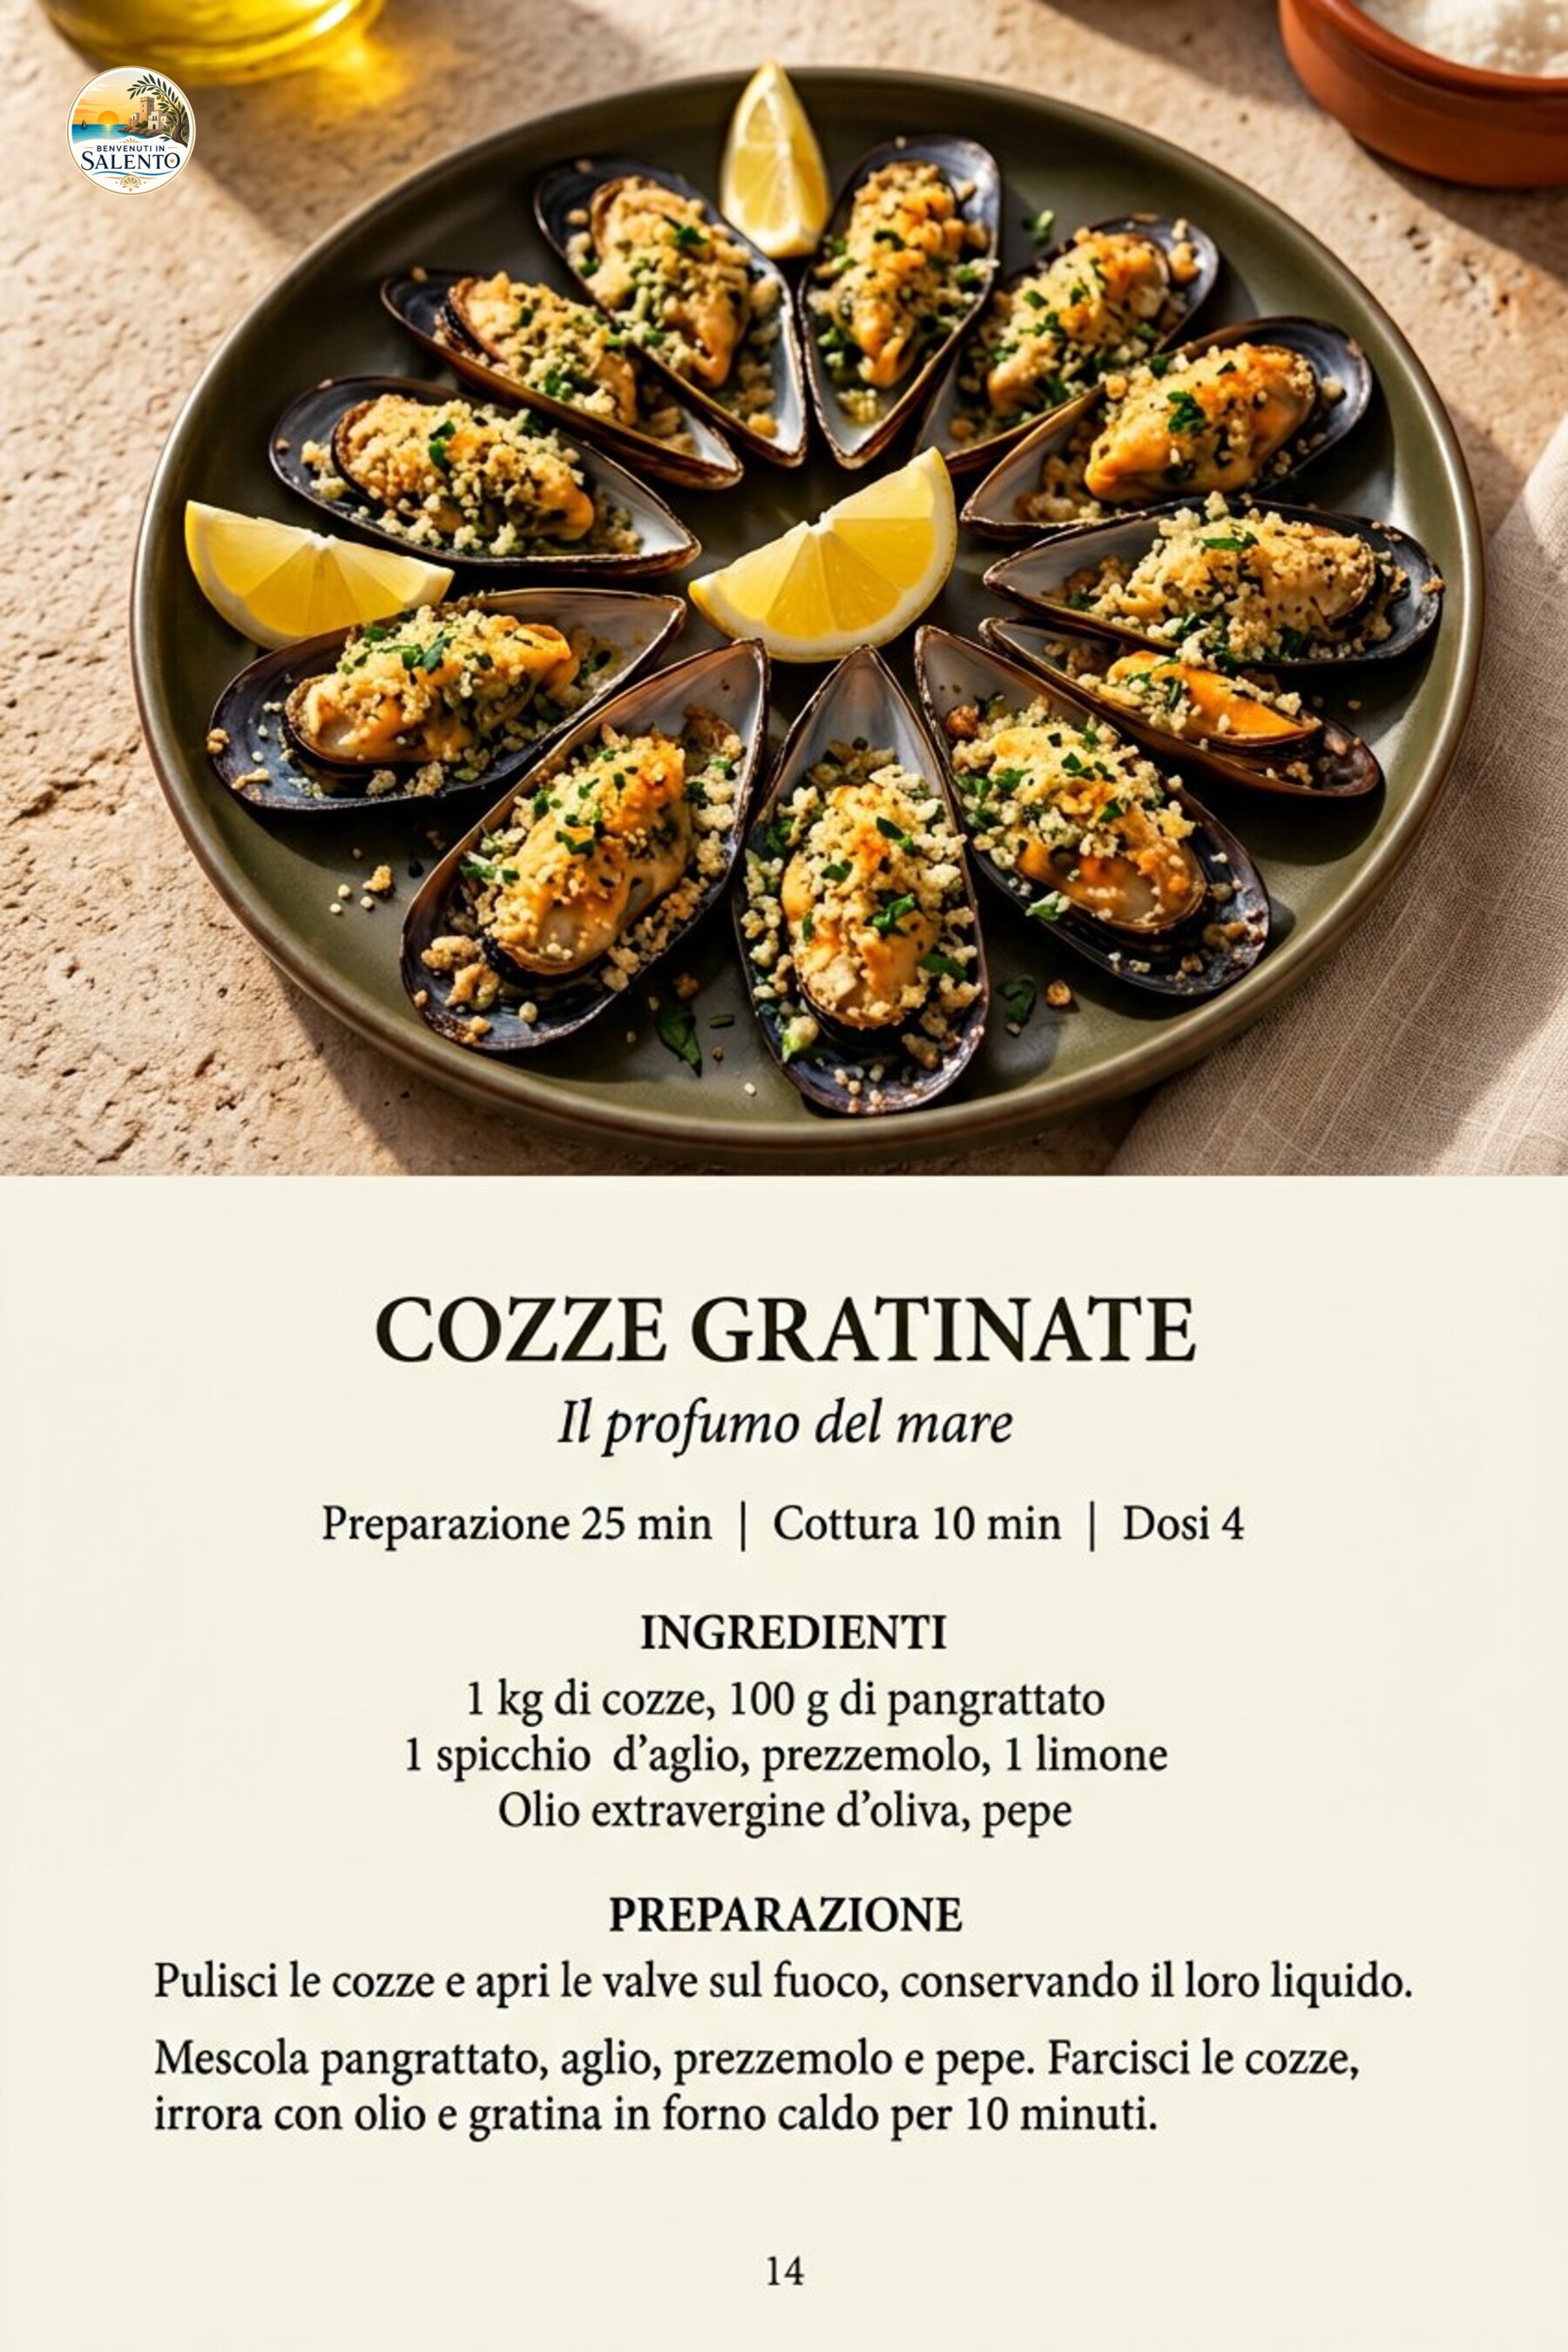 BENVENUTI IN
SALENTO
COZZE GRATINATE
Il profumo del mare
Preparazione 25 min | Cottura 10 min | Dosi 4
INGREDIENTI
1 kg di cozze, 100 g di pangrattato
1 spicchio d’aglio, prezzemolo, 1 limone
Olio extravergine d’oliva, pepe
PREPARAZIONE
Pulisci le cozze e apri le valve sul fuoco, conservando il loro liquido.
Mescola pangrattato, aglio, prezzemolo e pepe. Farcisci le cozze,
irrora con olio e gratina in forno caldo per 10 minuti.
14